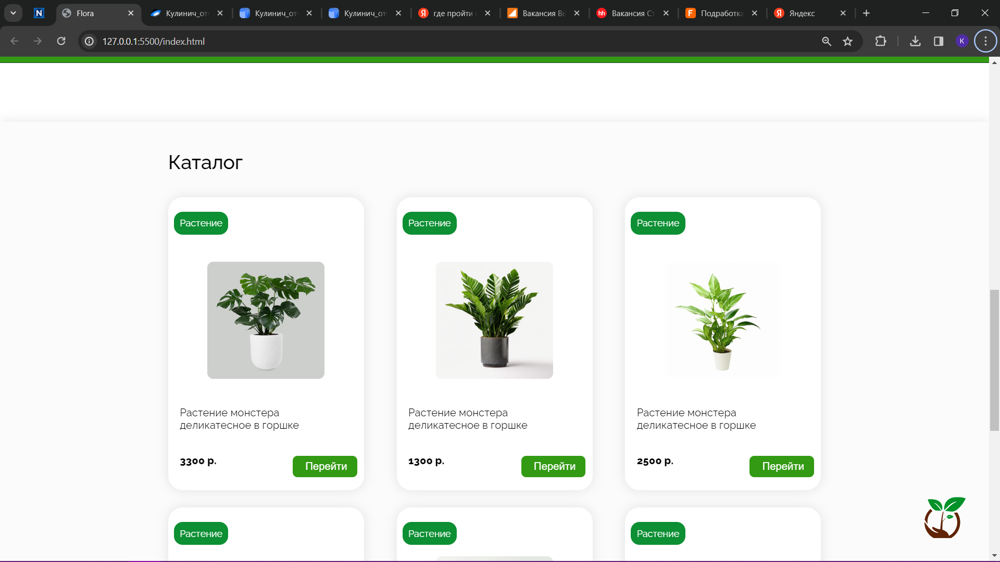 N
Flora
Кулинич_от
Кулинич_от
Кулинич_от
Я
где пройти
Вакансия Ве
hh
Вакансия Ст
F
Подработка
Я
Яндекс
127.0.0.1:5500/index.html
K
Каталог
Растение
Растение
Растение
Растение монстера
деликатесное в горшке
Растение монстера
деликатесное в горшке
Растение монстера
деликатесное в горшке
3300 р.
Перейти
1300 р.
Перейти
2500 р.
Перейти
Растение
Растение
Растение